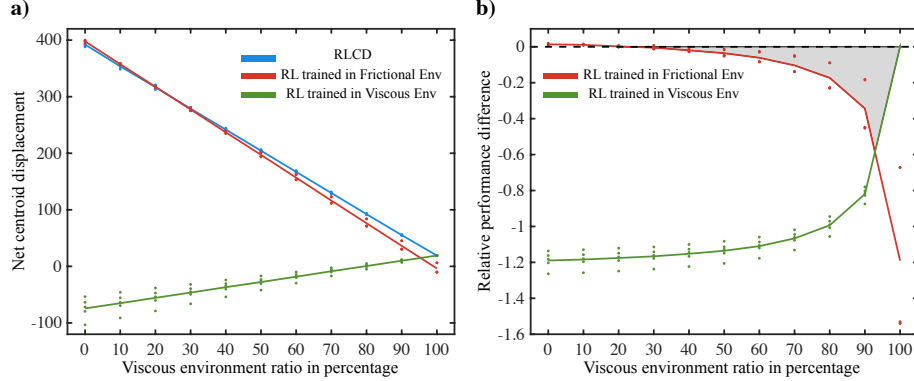 a)
400
300
200
100
0
-100
Net centroid displacement
RLCD
RL trained in Frictional Env
RL trained in Viscous Env
0 10 20 30 40 50 60 70 80 90 100
Viscous environment ratio in percentage
b)
0
-0.2
-0.4
-0.6
-0.8
-1
-1.2
-1.4
-1.6
Relative performance difference
RL trained in Frictional Env
RL trained in Viscous Env
0 10 20 30 40 50 60 70 80 90 100
Viscous environment ratio in percentage